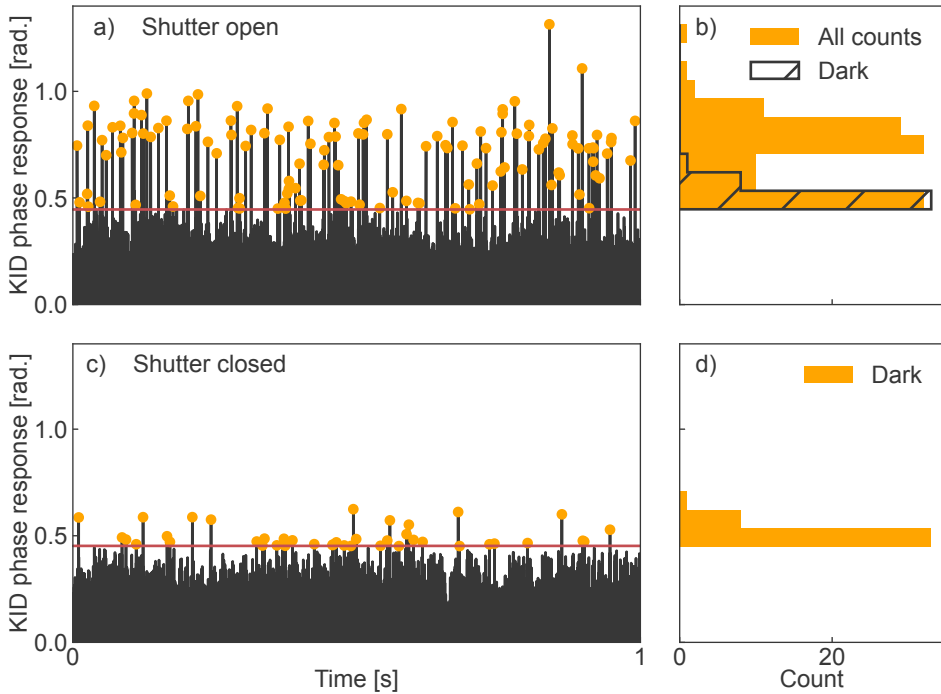 a) Shutter open
b)
All counts
Dark
KID phase response [rad.]
1.0
0.5
0.0
c) Shutter closed
d)
Dark
KID phase response [rad.]
1.0
0.5
0.0
0
1
Time [s]
0
20
Count